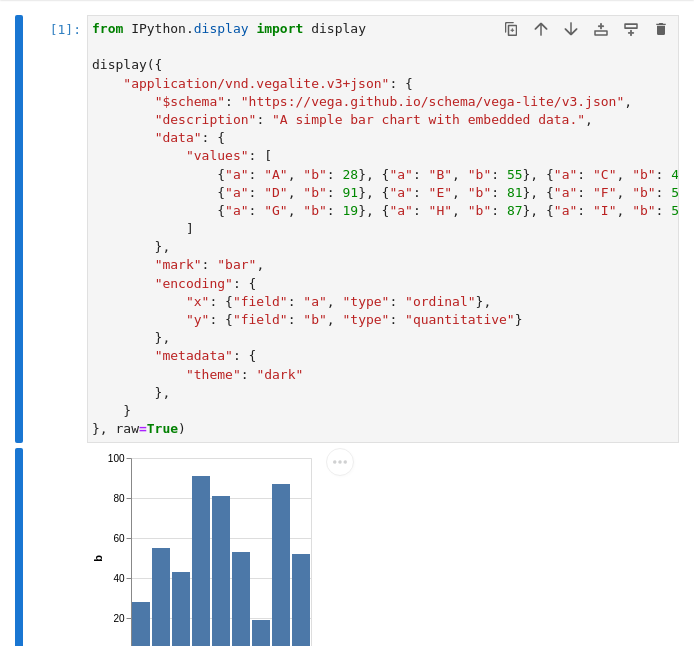 [1]: from IPython.display import display
display({
"application/vnd.vegalite.v3+json": {
"$schema": "https://vega.github.io/schema/vega-lite/v3.json",
"description": "A simple bar chart with embedded data.",
"data": {
"values": [
{"a": "A", "b": 28}, {"a": "B", "b": 55}, {"a": "C", "b": 4
{"a": "D", "b": 91}, {"a": "E", "b": 81}, {"a": "F", "b": 5
{"a": "G", "b": 19}, {"a": "H", "b": 87}, {"a": "I", "b": 5
]
},
"mark": "bar",
"encoding": {
"x": {"field": "a", "type": "ordinal"},
"y": {"field": "b", "type": "quantitative"}
},
"metadata": {
"theme": "dark"
},
}
}, raw=True)
100
80
60
b
40
20